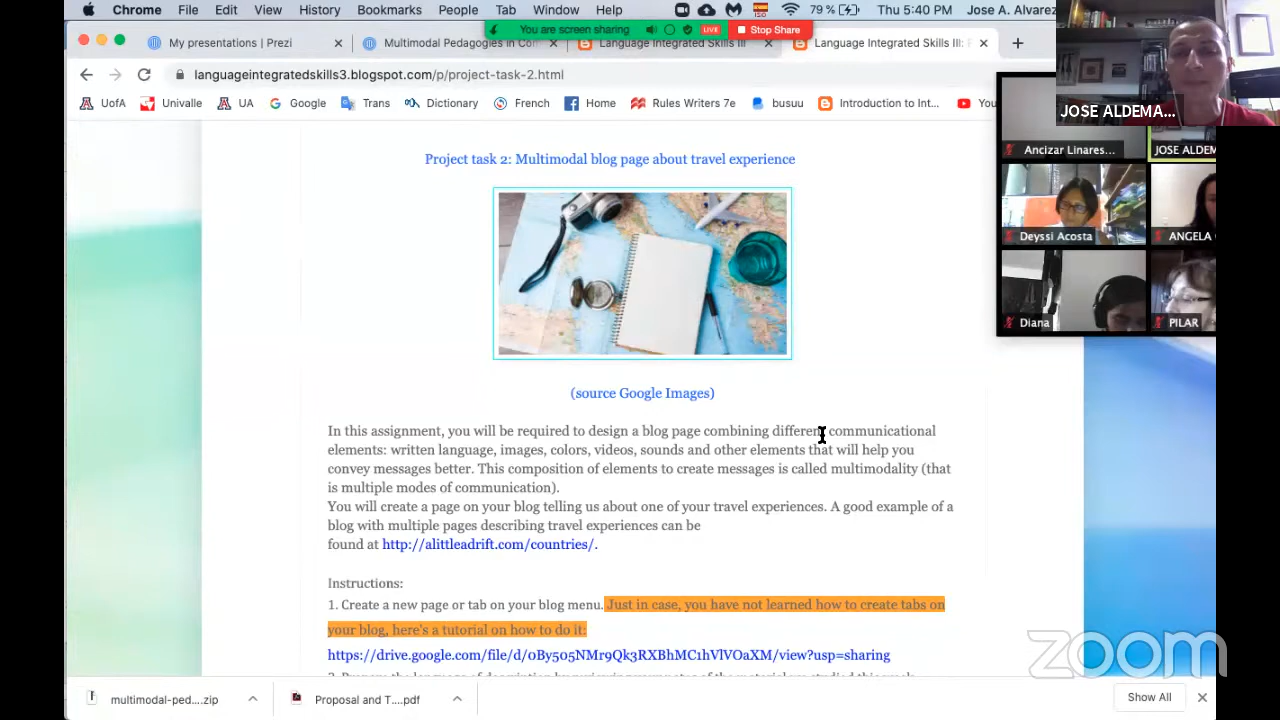 Chrome File Edit View History Bookmarks People Tab Window Help
79% Thu 5:40 PM Jose A. Alvarez
You are screen sharing LIVE Stop Share
My presentations | Prezi
Multimodal Pedagogies in Con
Language Integrated Skills III
Language Integrated Skills III: P
languageintegratedskills3.blogspot.com/p/project-task-2.html
UofA Univalle UA Google Trans Dictionary French Home Rules Writers 7e busuu Introduction to Int... You
JOSE ALDEMA...
Ancizar Linares...
JOSE ALDEM
Deyssi Acosta
ANGELA
Diana
PILAR
Project task 2: Multimodal blog page about travel experience
(source Google Images)
In this assignment, you will be required to design a blog page combining different communicational
elements: written language, images, colors, videos, sounds and other elements that will help you
convey messages better. This composition of elements to create messages is called multimodality (that
is multiple modes of communication).
You will create a page on your blog telling us about one of your travel experiences. A good example of a
blog with multiple pages describing travel experiences can be
found at http://alittleadrift.com/countries/.
Instructions:
1. Create a new page or tab on your blog menu. Just in case, you have not learned how to create tabs on
your blog, here's a tutorial on how to do it:
https://drive.google.com/file/d/0By505NMr9Qk3RXBhMC1hVlVOaXM/view?usp=sharing
zoom
multimodal-ped....zip
Proposal and T....pdf
Show All